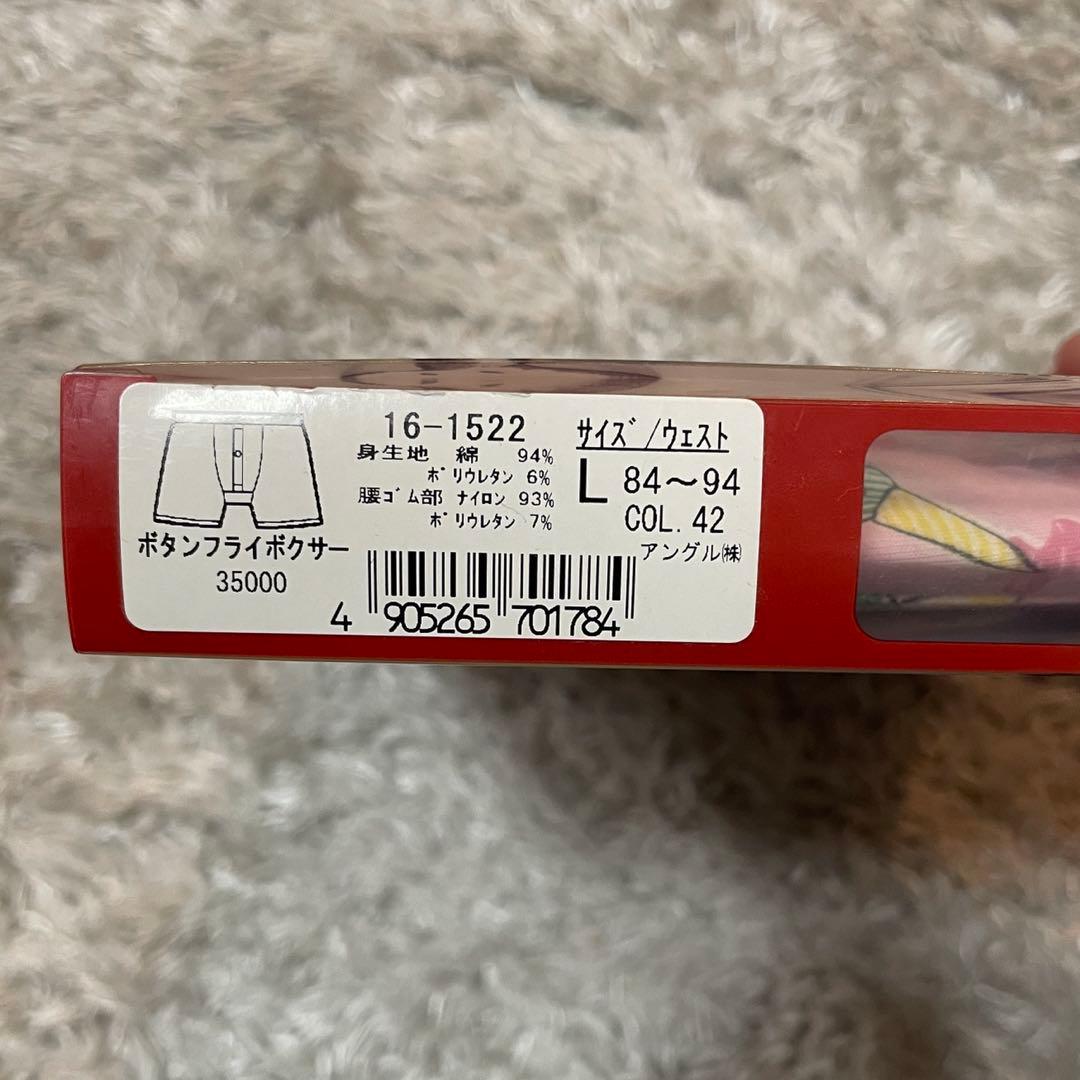 16-1522
身生地 綿 94%
ポリウレタン 6%
腰ゴム部 ナイロン 93%
ポリウレタン 7%
サイズ/ウェスト
L 84～94
COL.42
アングル㈱
ボタンフライボクサー
35000
4 905265 701784